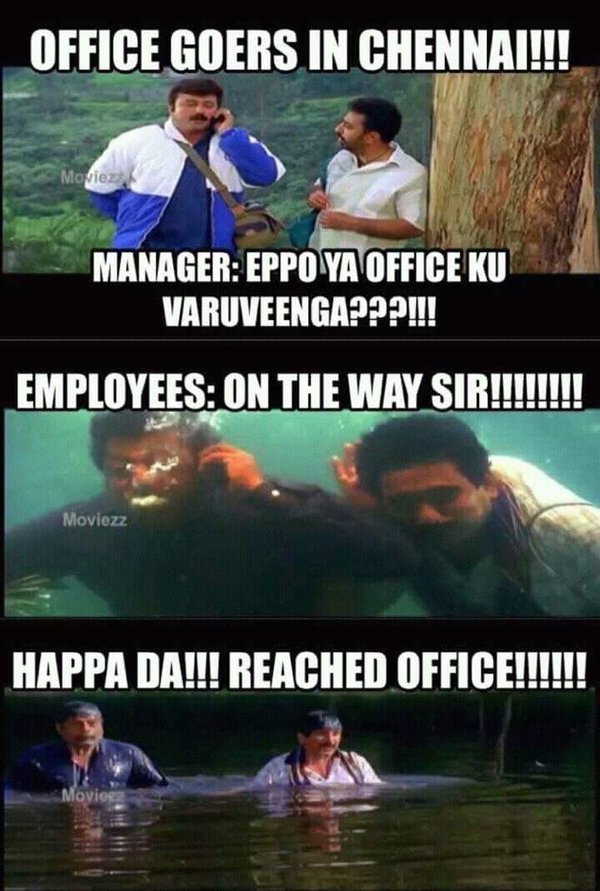 OFFICE GOERS IN CHENNAI!!!
Moviezz
MANAGER: EPPO YA OFFICE KU
VARUVEENGA???!!!
EMPLOYEES: ON THE WAY SIR!!!!!!!!
Moviezz
HAPPA DA!!! REACHED OFFICE!!!!!!
Moviezz